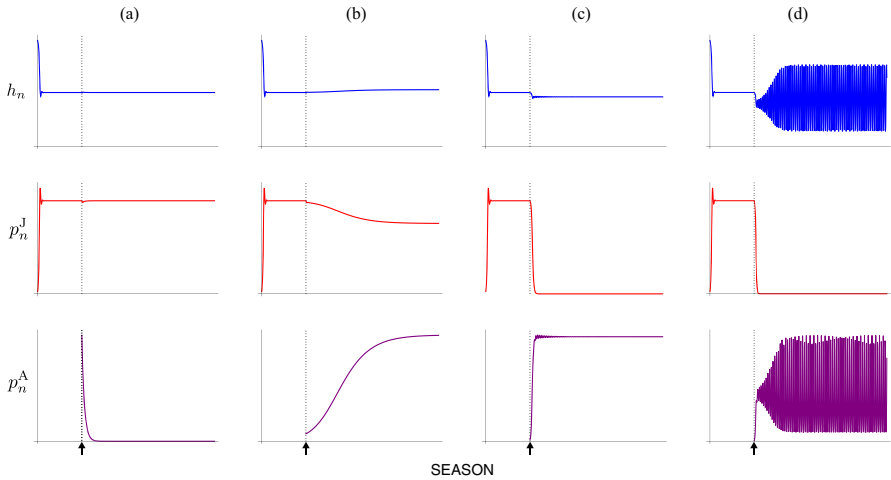 (a) (b) (c) (d)
hₙ
pₙᴶ
pₙᴬ
SEASON